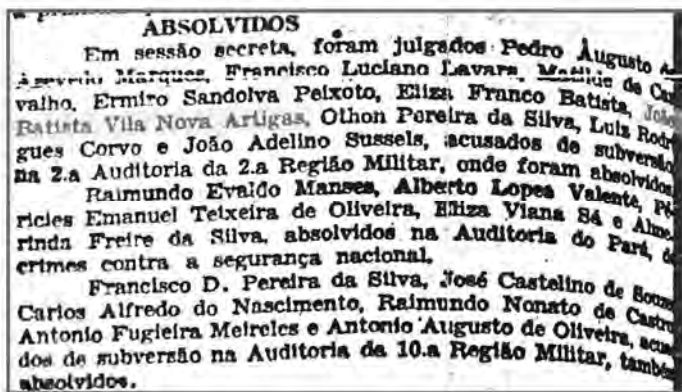 ABSOLVIDOS
Em sessão secreta, foram julgados Pedro Augusto de
Azevedo Marques, Francisco Luciano Lavara, Matilde de Car
valho, Ermiro Sandolva Peixoto, Eliza Franco Batista, João
Batista Vila Nova Artigas, Othon Pereira da Silva, Luis Rodri
gues Corvo e João Adelino Sussels, acusados de subversão
na 2.a Auditoria da 2.a Região Militar, onde foram absolvidos.
Raimundo Evaldo Manses, Alberto Lopes Valente, Pé
ricles Emanuel Teixeira de Oliveira, Eliza Viana Sá e Alme
rinda Freire da Silva, absolvidos na Auditoria do Pará, de
crimes contra a segurança nacional.
Francisco D. Pereira da Silva, José Castelino de Souza
Carlos Alfredo do Nascimento, Raimundo Nonato de Castro
Antonio Fugieira Meireles e Antonio Augusto de Oliveira, acusa
dos de subversão na Auditoria da 10.a Região Militar, também
absolvidos.